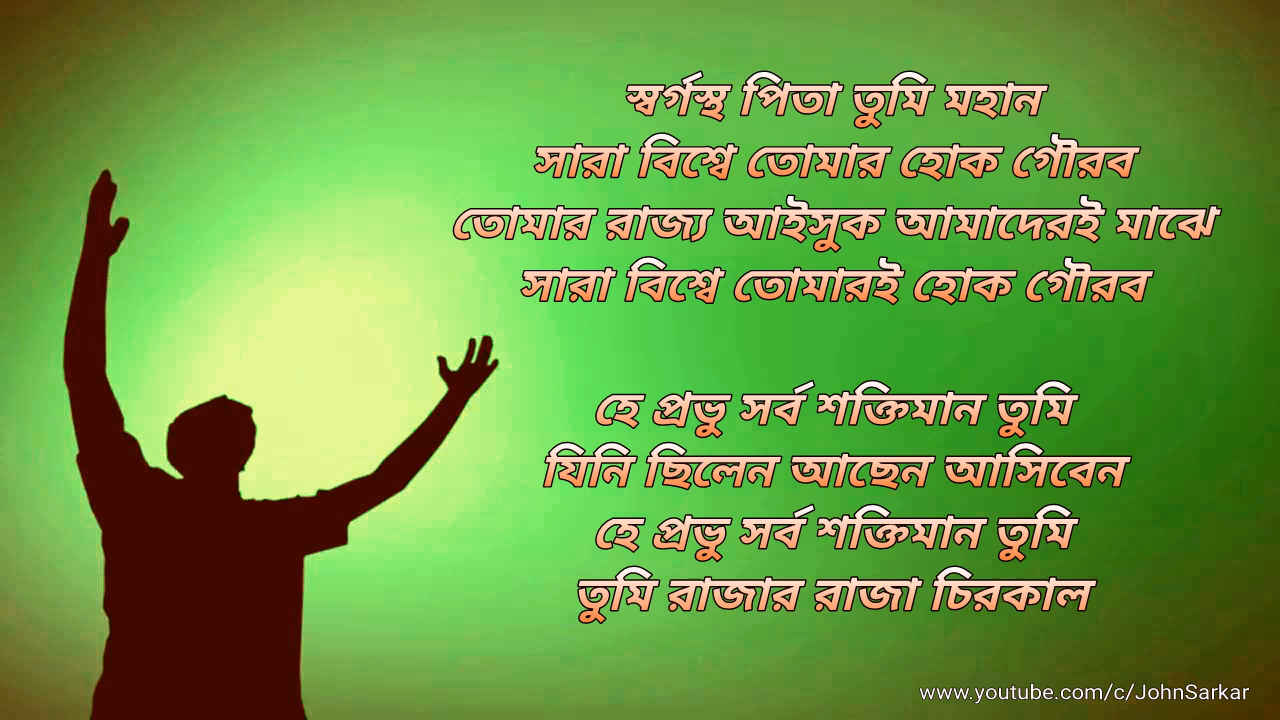 স্বর্গস্থ পিতা তুমি মহান
সারা বিশ্বে তোমার হোক গৌরব
তোমার রাজ্য আইসুক আমাদেরই মাঝে
সারা বিশ্বে তোমারই হোক গৌরব
হে প্রভু সর্ব শক্তিমান তুমি
যিনি ছিলেন আছেন আসিবেন
হে প্রভু সর্ব শক্তিমান তুমি
তুমি রাজার রাজা চিরকাল
www.youtube.com/c/JohnSarkar